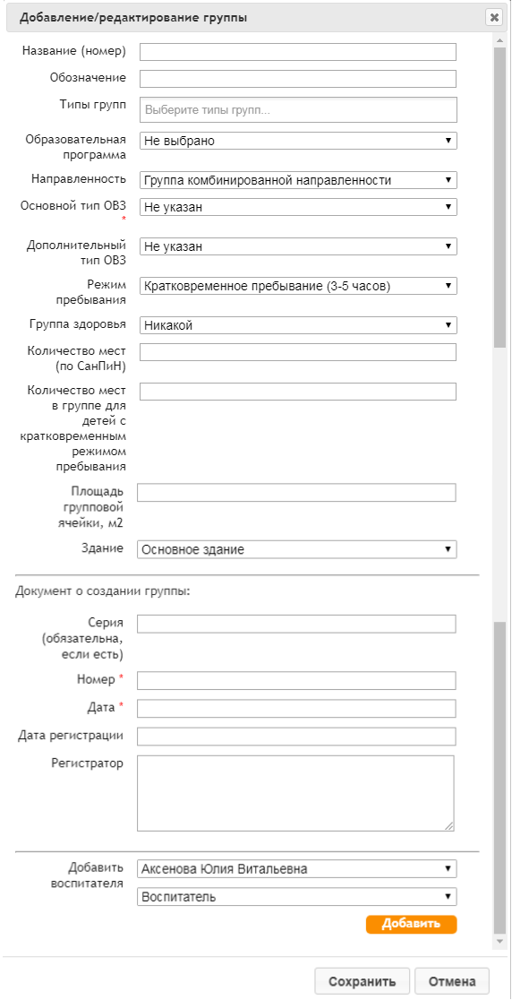 Добавление/редактирование группы
Название (номер)
Обозначение
Типы групп
Выберите типы групп...
Образовательная
программа
Не выбрано
Направленность
Группа комбинированной направленности
Основной тип ОВЗ
*
Не указан
Дополнительный
тип ОВЗ
Не указан
Режим
пребывания
Кратковременное пребывание (3-5 часов)
Группа здоровья
Никакой
Количество мест
(по СанПиН)
Количество мест
в группе для
детей с
кратковременным
режимом
пребывания
Площадь
групповой
ячейки, м2
Здание
Основное здание
Документ о создании группы:
Серия
(обязательна,
если есть)
Номер *
Дата *
Дата регистрации
Регистратор
Добавить
воспитателя
Аксенова Юлия Витальевна
Воспитатель
Добавить
Сохранить
Отмена